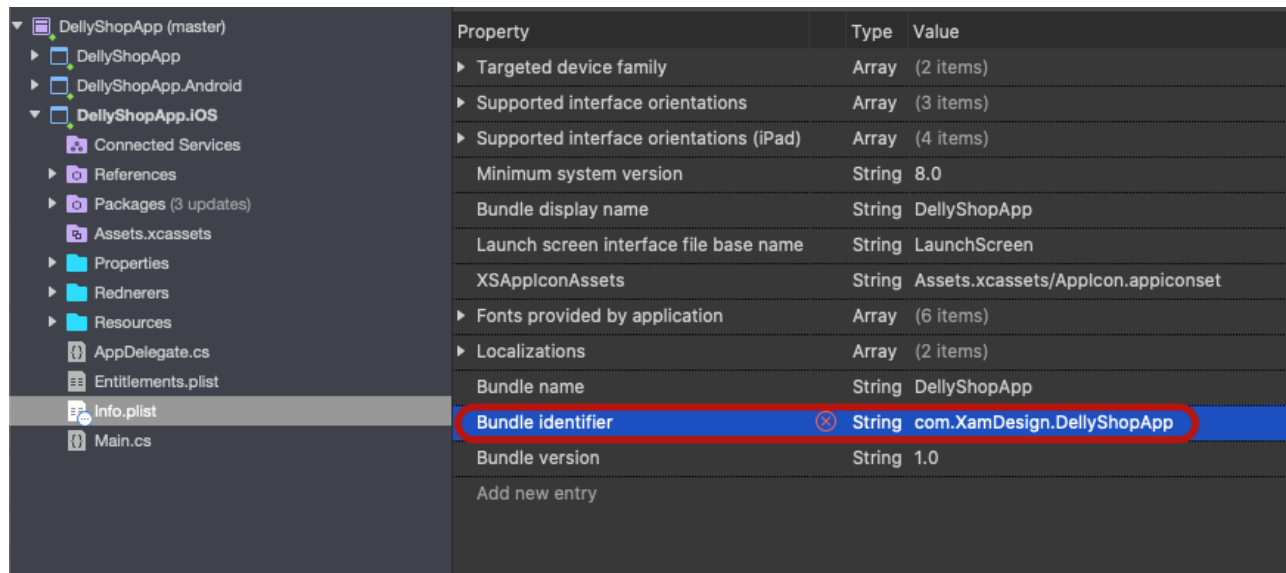 DellyShopApp (master)
DellyShopApp
DellyShopApp.Android
DellyShopApp.iOS
Connected Services
References
Packages (3 updates)
Assets.xcassets
Properties
Rednerers
Resources
AppDelegate.cs
Entitlements.plist
Info.plist
Main.cs
Property Type Value
Targeted device family Array (2 items)
Supported interface orientations Array (3 items)
Supported interface orientations (iPad) Array (4 items)
Minimum system version String 8.0
Bundle display name String DellyShopApp
Launch screen interface file base name String LaunchScreen
XSAppIconAssets String Assets.xcassets/AppIcon.appiconset
Fonts provided by application Array (6 items)
Localizations Array (2 items)
Bundle name String DellyShopApp
Bundle identifier String com.XamDesign.DellyShopApp
Bundle version String 1.0
Add new entry